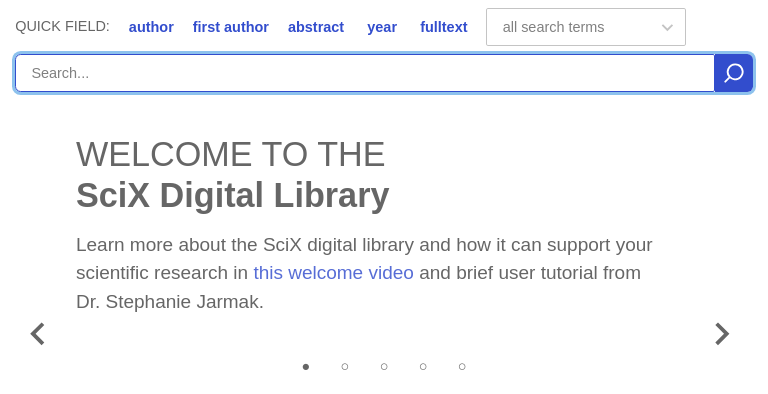 QUICK FIELD: author first author abstract year fulltext all search terms
Search...
WELCOME TO THE
SciX Digital Library
Learn more about the SciX digital library and how it can support your
scientific research in this welcome video and brief user tutorial from
Dr. Stephanie Jarmak.